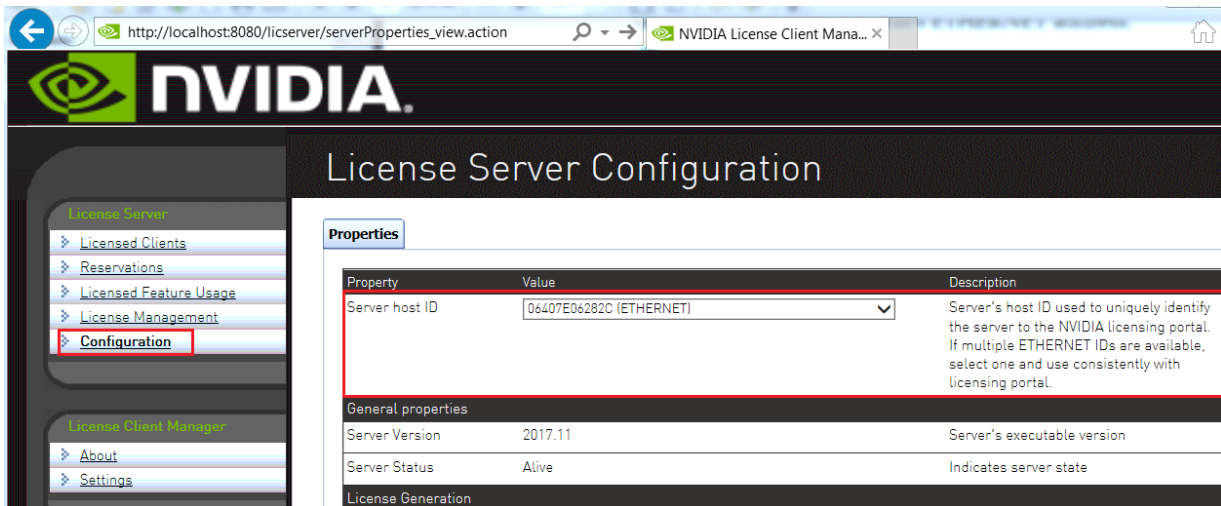 http://localhost:8080/licserver/serverProperties_view.action
NVIDIA License Client Mana...
NVIDIA.
License Server Configuration
License Server
Licensed Clients
Reservations
Licensed Feature Usage
License Management
Configuration
License Client Manager
About
Settings
Properties
Property Value Description
Server host ID 06407E06282C (ETHERNET) Server's host ID used to uniquely identify
the server to the NVIDIA licensing portal.
If multiple ETHERNET IDs are available,
select one and use consistently with
licensing portal.
General properties
Server Version 2017.11 Server's executable version
Server Status Alive Indicates server state
License Generation